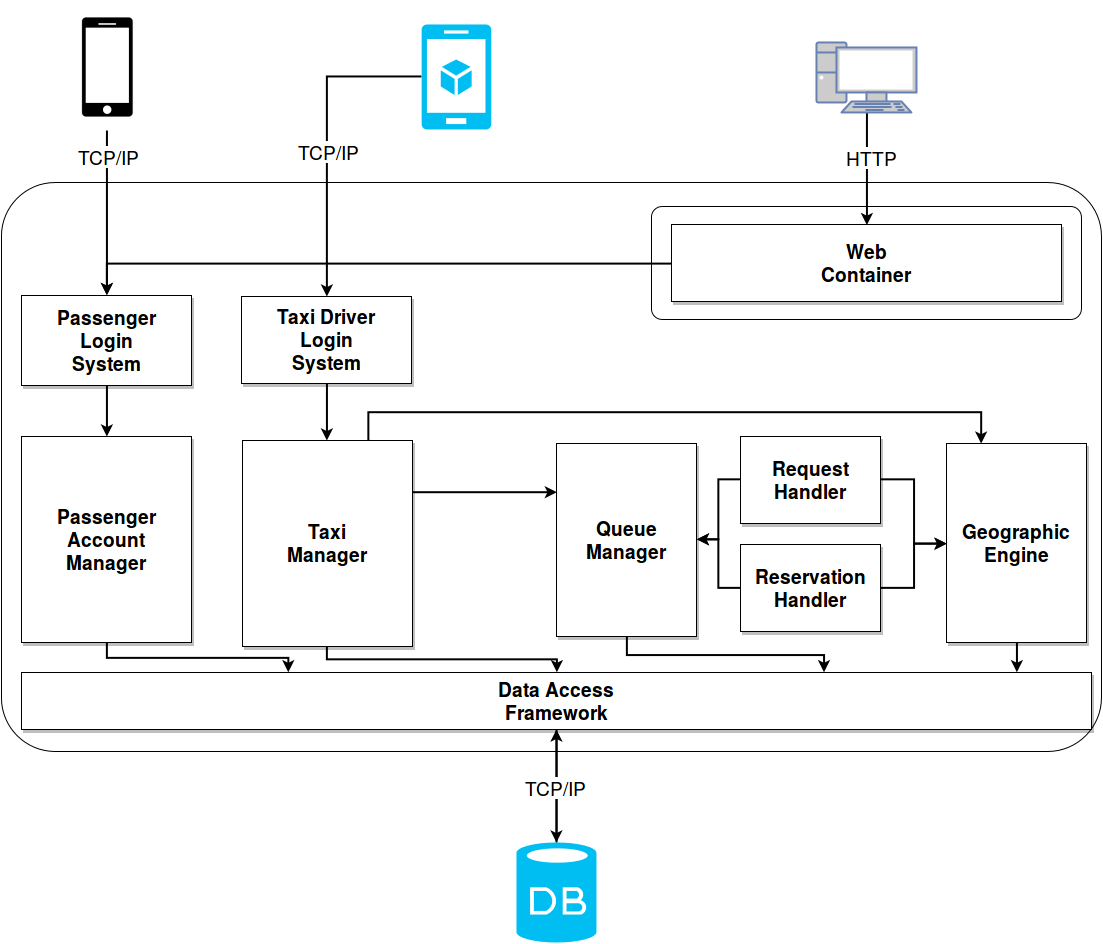 TCP/IP
TCP/IP
HTTP
Web
Container
Passenger
Login
System
Taxi Driver
Login
System
Passenger
Account
Manager
Taxi
Manager
Queue
Manager
Request
Handler
Reservation
Handler
Geographic
Engine
Data Access
Framework
TCP/IP
DB